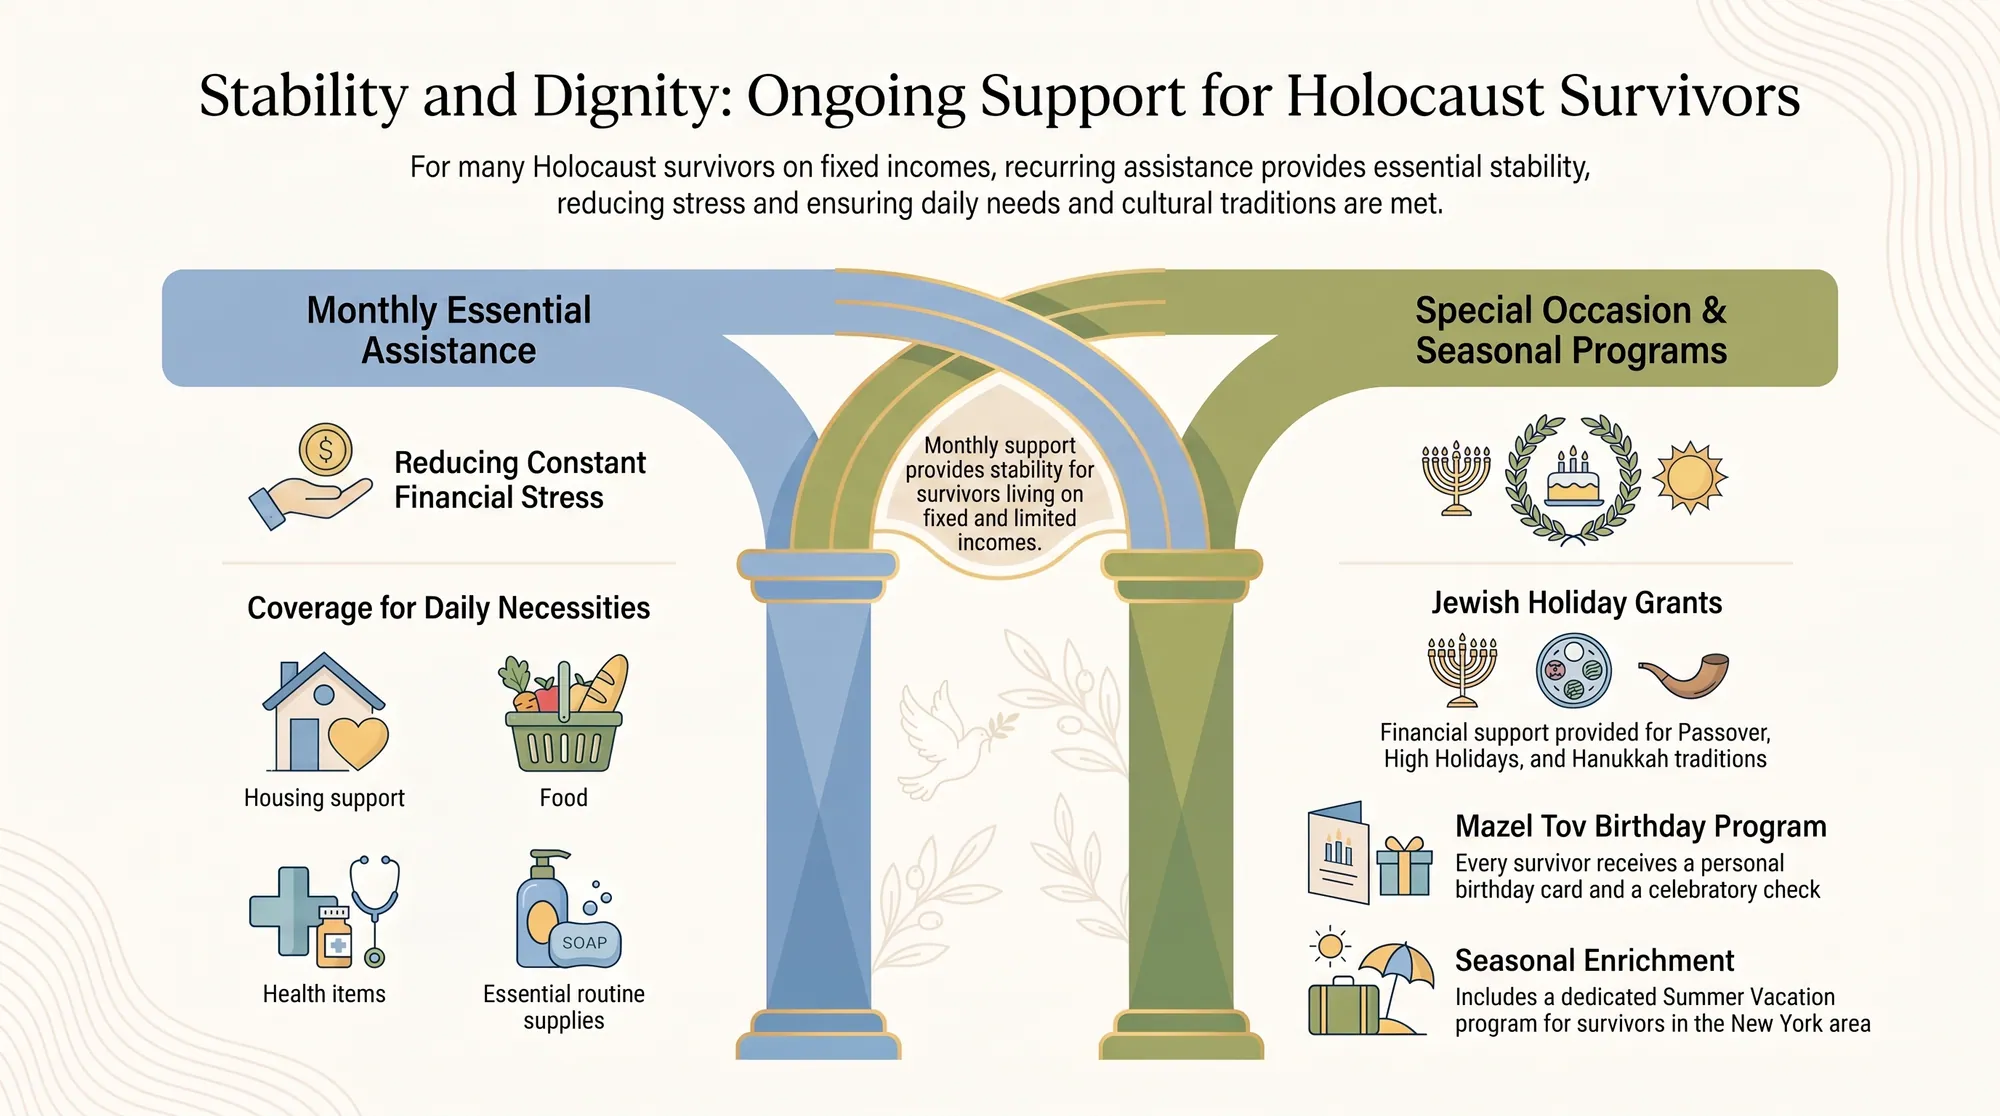 Stability and Dignity: Ongoing Support for Holocaust Survivors
For many Holocaust survivors on fixed incomes, recurring assistance provides essential stability,
reducing stress and ensuring daily needs and cultural traditions are met.
Monthly Essential
Assistance
$
Reducing Constant
Financial Stress
Coverage for Daily Necessities
Housing support
Food
Health items
SOAP
Essential routine
supplies
Monthly support
provides stability for
survivors living on
fixed and limited
incomes.
Special Occasion &
Seasonal Programs
Jewish Holiday Grants
Financial support provided for Passover,
High Holidays, and Hanukkah traditions
Mazel Tov Birthday Program
Every survivor receives a personal
birthday card and a celebratory check
Seasonal Enrichment
Includes a dedicated Summer Vacation
program for survivors in the New York area